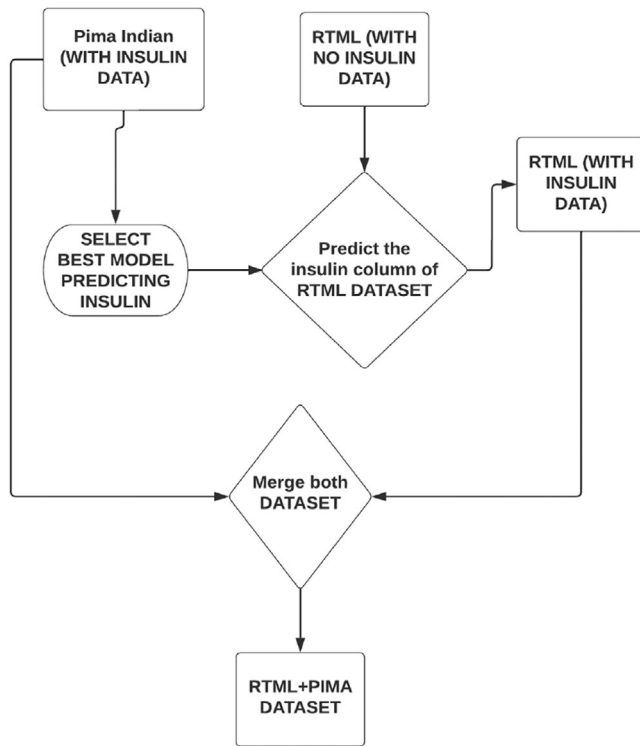 Pima Indian
(WITH INSULIN
DATA)
RTML (WITH
NO INSULIN
DATA)
RTML (WITH
INSULIN
DATA)
SELECT
BEST MODEL
PREDICTING
INSULIN
Predict the
insulin column of
RTML DATASET
Merge both
DATASET
RTML+PIMA
DATASET